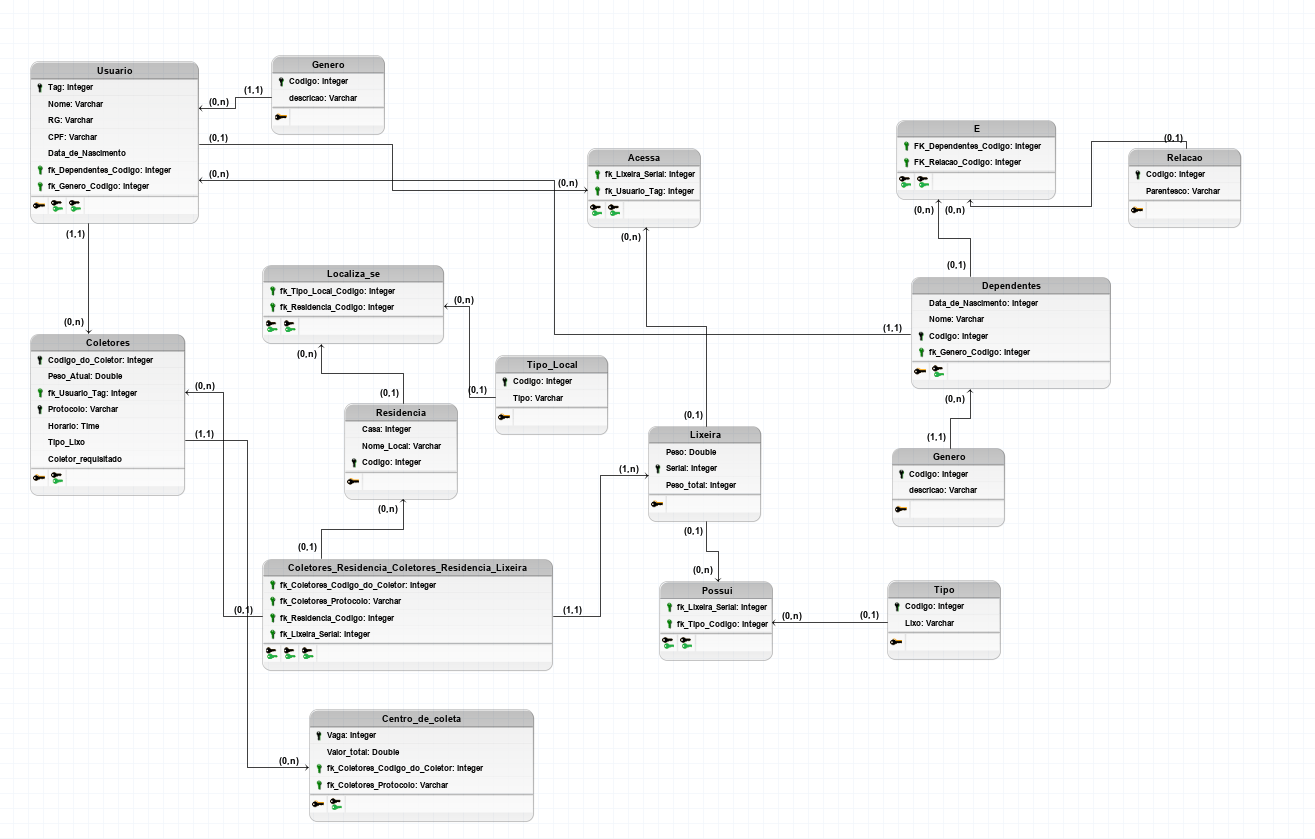 Usuario
Tag: Integer
Nome: Varchar
RG: Varchar
CPF: Varchar
Data_de_Nascimento
fk_Dependentes_Codigo: Integer
fk_Genero_Codigo: Integer
Genero
Codigo: Integer
descricao: Varchar
(1,1)
(0,n)
(0,1)
(0,n)
(0,n)
(1,1)
(0,n)
Acessa
fk_Lixeira_Serial: Integer
fk_Usuario_Tag: Integer
(0,n)
E
FK_Dependentes_Codigo: Integer
FK_Relacao_Codigo: Integer
(0,1)
Relacao
Codigo: Integer
Parentesco: Varchar
(0,n)
(0,n)
(0,1)
Localiza_se
fk_Tipo_Local_Codigo: Integer
fk_Residencia_Codigo: Integer
(0,n)
(0,n)
Dependentes
Data_de_Nascimento: Integer
Nome: Varchar
Codigo: Integer
fk_Genero_Codigo: Integer
(1,1)
(0,n)
(1,1)
Coletores
Codigo_do_Coletor: Integer
Peso_Atual: Double
fk_Usuario_Tag: Integer
Protocolo: Varchar
Horario: Time
Tipo_Lixo
Coletor_requisitado
(0,n)
(1,1)
Tipo_Local
Codigo: Integer
Tipo: Varchar
(0,1)
(0,1)
Residencia
Casa: Integer
Nome_Local: Varchar
Codigo: Integer
(0,n)
(0,1)
(0,1)
Lixeira
Peso: Double
Serial: Integer
Peso_total: Integer
(1,n)
(0,1)
(0,n)
Genero
Codigo: Integer
descricao: Varchar
Coletores_Residencia_Coletores_Residencia_Lixeira
fk_Coletores_Codigo_do_Coletor: Integer
fk_Coletores_Protocolo: Varchar
fk_Residencia_Codigo: Integer
fk_Lixeira_Serial: Integer
(0,1)
(1,1)
Possui
fk_Lixeira_Serial: Integer
fk_Tipo_Codigo: Integer
(0,n)
(0,1)
Tipo
Codigo: Integer
Lixo: Varchar
Centro_de_coleta
Vaga: Integer
Valor_total: Double
fk_Coletores_Codigo_do_Coletor: Integer
fk_Coletores_Protocolo: Varchar
(0,n)